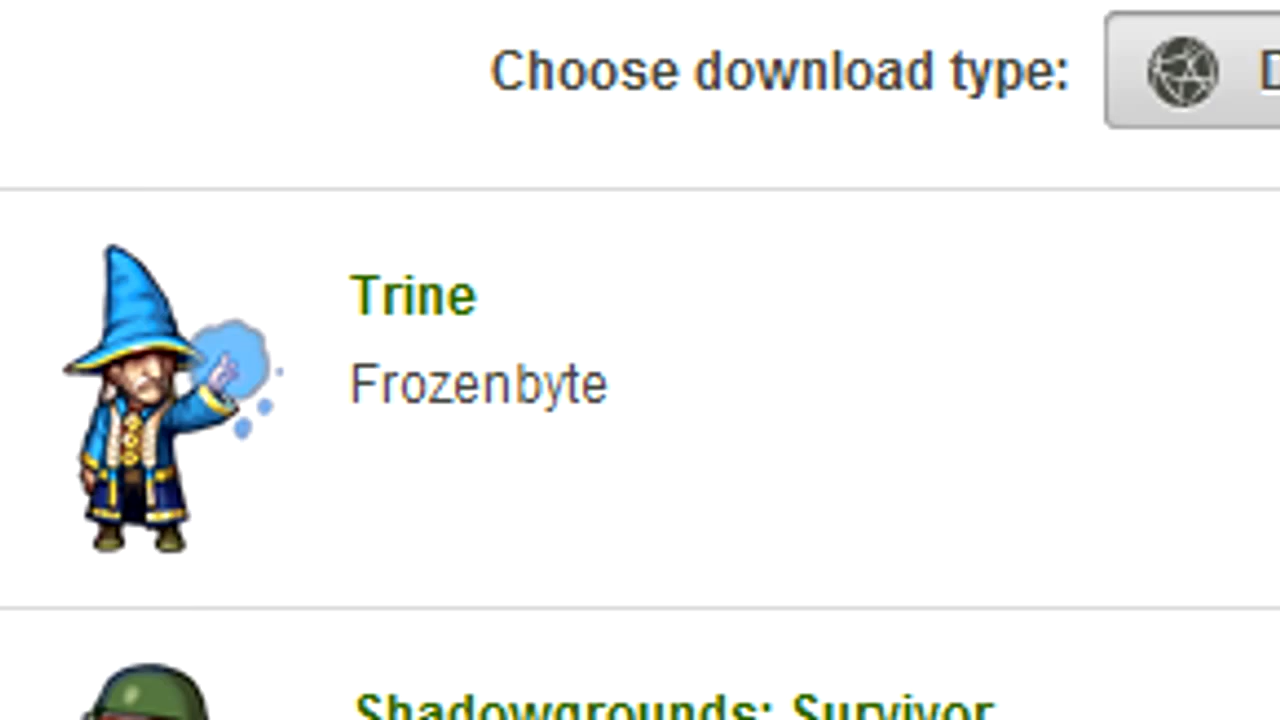 Choose download type:
Trine
Frozenbyte
Shadowgrounds: Survivor